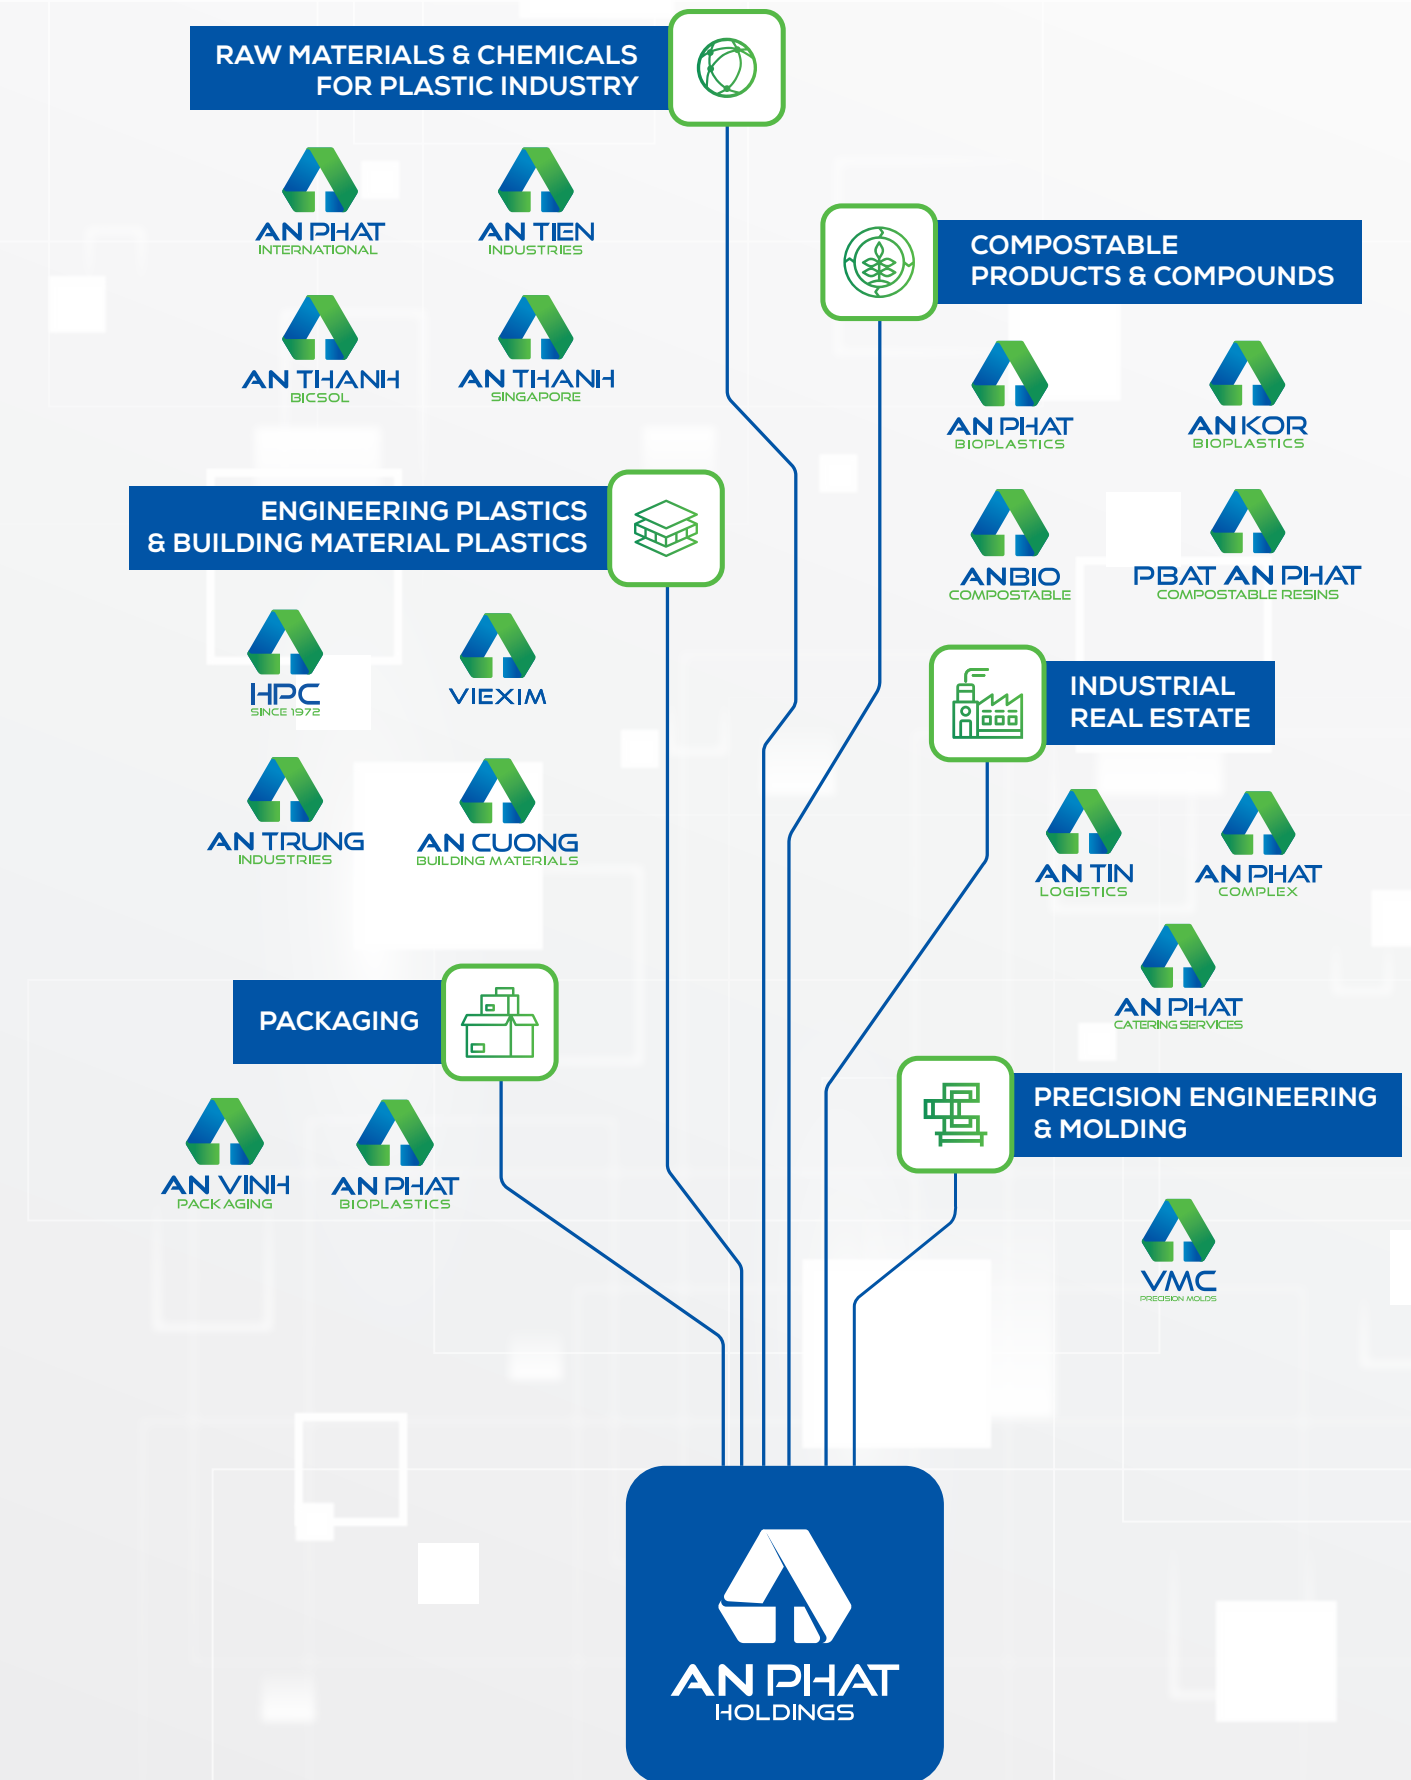 RAW MATERIALS & CHEMICALS
FOR PLASTIC INDUSTRY
AN PHAT
INTERNATIONAL
AN TIEN
INDUSTRIES
AN THANH
BICSOL
AN THANH
SINGAPORE
COMPOSTABLE
PRODUCTS & COMPOUNDS
AN PHAT
BIOPLASTICS
ANKOR
BIOPLASTICS
ANBIO
COMPOSTABLE
PBAT AN PHAT
COMPOSTABLE RESINS
ENGINEERING PLASTICS
& BUILDING MATERIAL PLASTICS
HPC
SINCE 1972
VIEXIM
AN TRUNG
INDUSTRIES
AN CUONG
BUILDING MATERIALS
INDUSTRIAL
REAL ESTATE
AN TIN
LOGISTICS
AN PHAT
COMPLEX
AN PHAT
CATERING SERVICES
PACKAGING
AN VINH
PACKAGING
AN PHAT
BIOPLASTICS
PRECISION ENGINEERING
& MOLDING
VMC
PRECISION MOLDS
AN PHAT
HOLDINGS